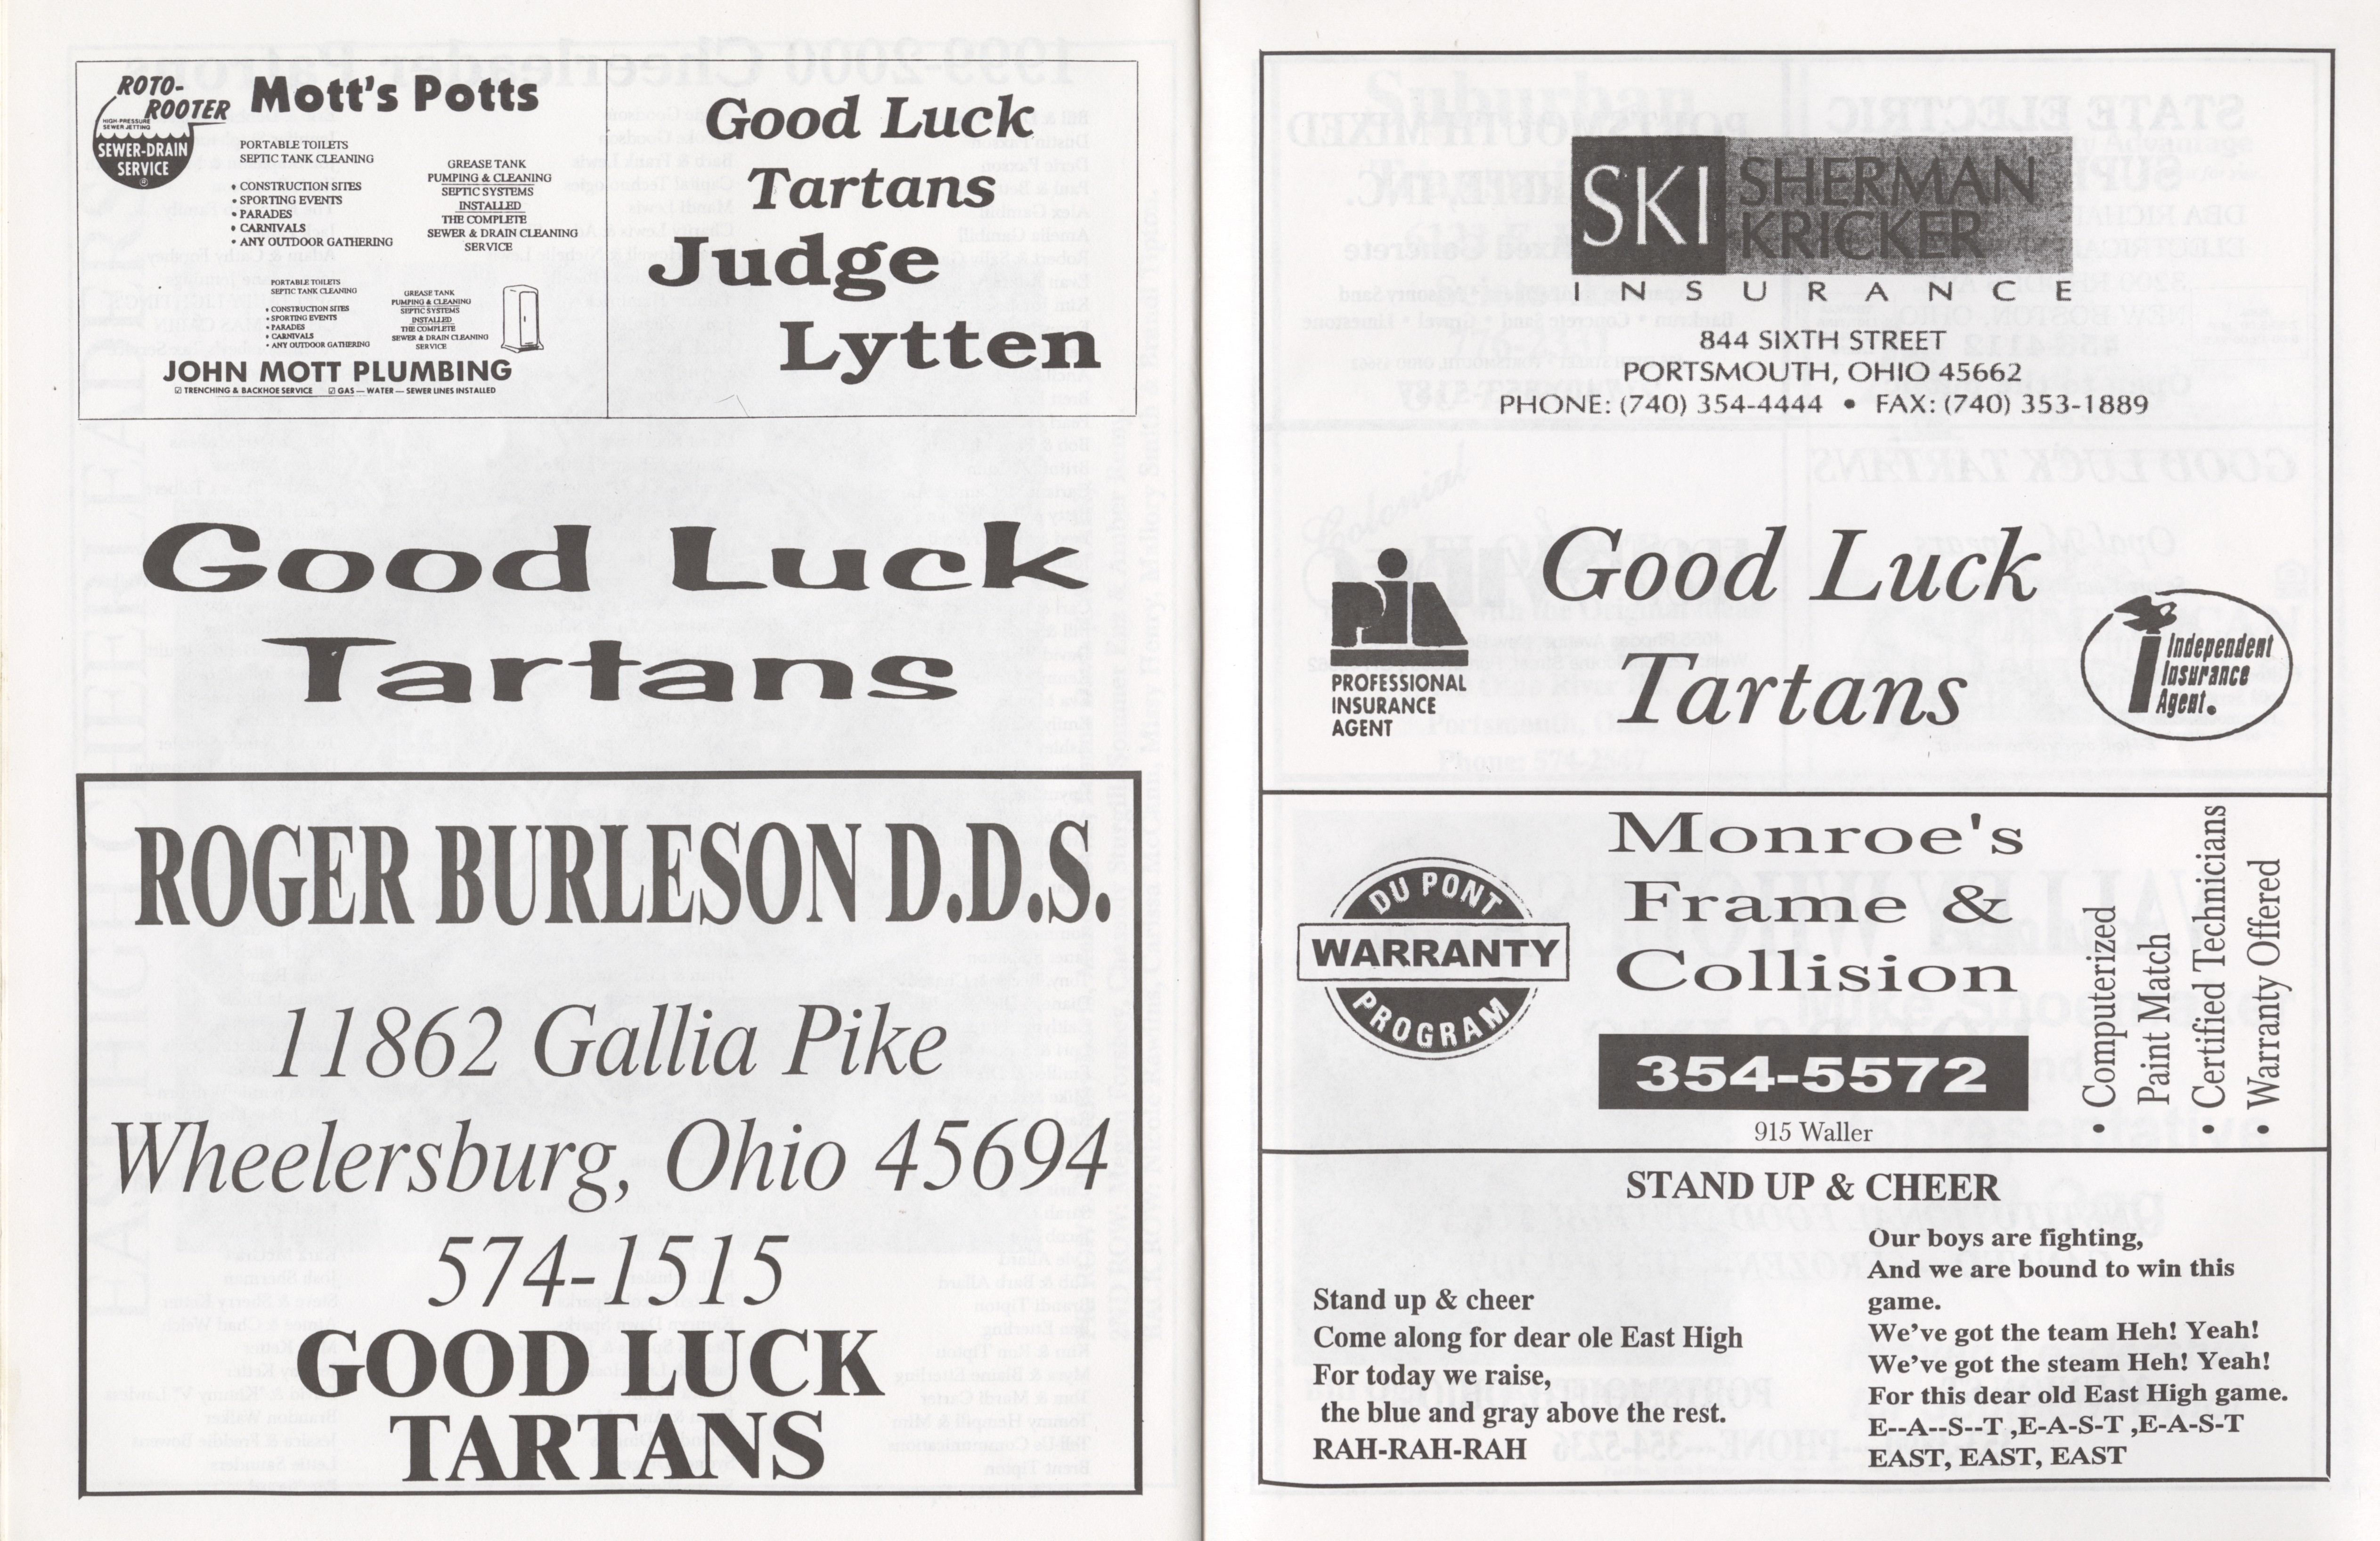 ROTO-
ROOTER
HIGH-PRESSURE
SEWER JETTING
SEWER-DRAIN
SERVICE
®
Mott's Potts
PORTABLE TOILETS
SEPTIC TANK CLEANING
• CONSTRUCTION SITES
• SPORTING EVENTS
• PARADES
• CARNIVALS
• ANY OUTDOOR GATHERING
GREASE TANK
PUMPING & CLEANING
SEPTIC SYSTEMS
INSTALLED
THE COMPLETE
SEWER & DRAIN CLEANING
SERVICE
PORTABLE TOILETS
SEPTIC TANK CLEANING
• CONSTRUCTION SITES
• SPORTING EVENTS
• PARADES
• CARNIVALS
• ANY OUTDOOR GATHERING
GREASE TANK
PUMPING & CLEANING
SEPTIC SYSTEMS
INSTALLED
THE COMPLETE
SEWER & DRAIN CLEANING
SERVICE
JOHN MOTT PLUMBING
☑ TRENCHING & BACKHOE SERVICE ☑ GAS — WATER — SEWER LINES INSTALLED
Good Luck
Tartans
Judge
Lytten
Good Luck
Tartans
ROGER BURLESON D.D.S.
11862 Gallia Pike
Wheelersburg, Ohio 45694
574-1515
GOOD LUCK
TARTANS
SKI SHERMAN
KRICKER
INSURANCE
844 SIXTH STREET
PORTSMOUTH, OHIO 45662
PHONE: (740) 354-4444 • FAX: (740) 353-1889
Good Luck
Tartans
pia
PROFESSIONAL
INSURANCE
AGENT
Independent
Insurance
Agent.
DU PONT
WARRANTY
PROGRAM
Monroe's
Frame &
Collision
354-5572
915 Waller
• Computerized
Paint Match
• Certified Technicians
• Warranty Offered
STAND UP & CHEER
Stand up & cheer
Come along for dear ole East High
For today we raise,
the blue and gray above the rest.
RAH-RAH-RAH
Our boys are fighting,
And we are bound to win this
game.
We've got the team Heh! Yeah!
We've got the steam Heh! Yeah!
For this dear old East High game.
E--A--S--T ,E-A-S-T ,E-A-S-T
EAST, EAST, EAST